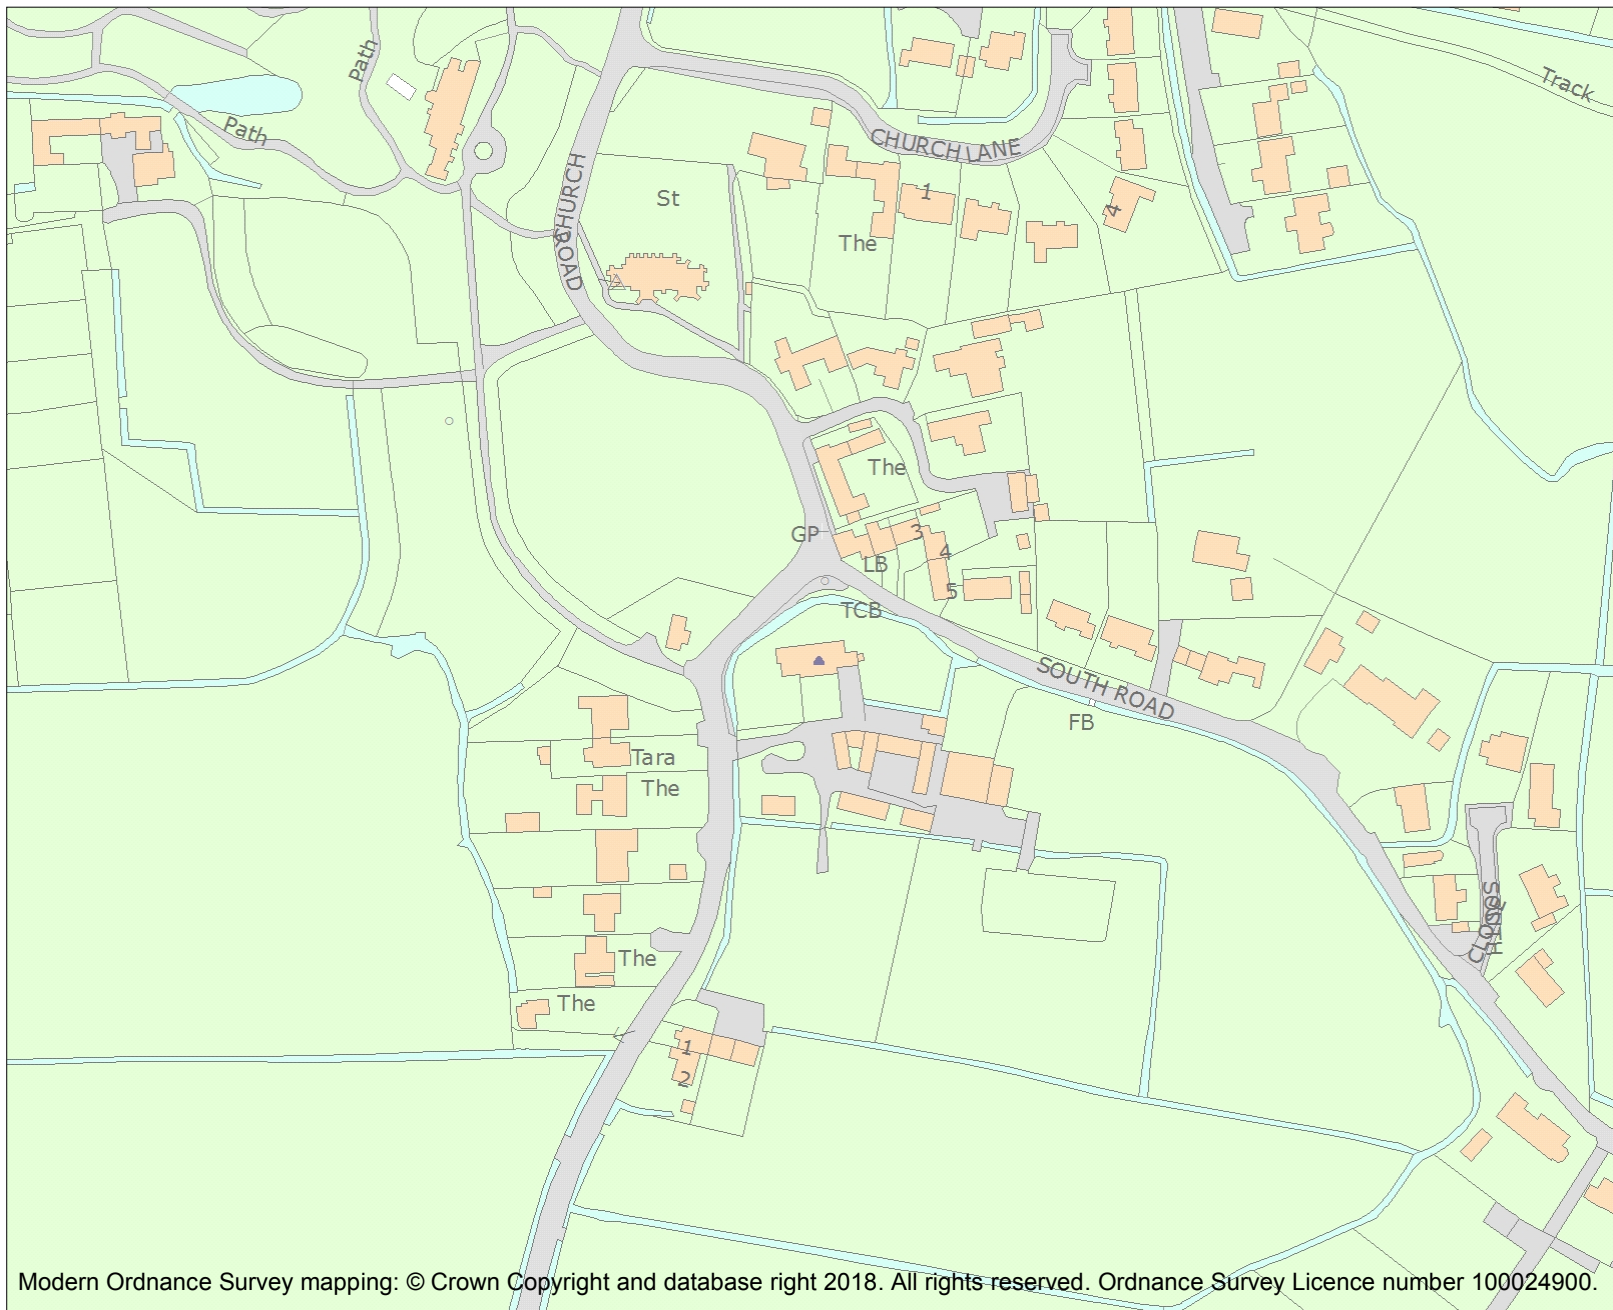 Path
Track
Path
CHURCH LANE
St
1
4
CHURCH
ROAD
The
The
GP
3
4
LB
5
TCB
SOUTH ROAD
FB
Tara
The
SOUTH
CLO
The
The
1
2
Modern Ordnance Survey mapping: © Crown Copyright and database right 2018. All rights reserved. Ordnance Survey Licence number 100024900.